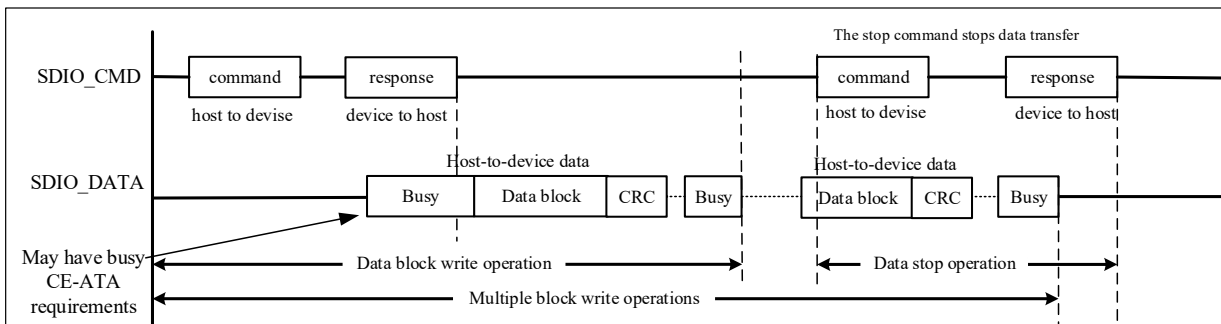 The stop command stops data transfer
SDIO_CMD
command
response
command
response
host to devise
device to host
host to devise
device to host
Host-to-device data
Host-to-device data
SDIO_DATA
Busy
Data block
CRC
Busy
Data block
CRC
Busy
May have busy
CE-ATA
requirements
Data block write operation
Data stop operation
Multiple block write operations